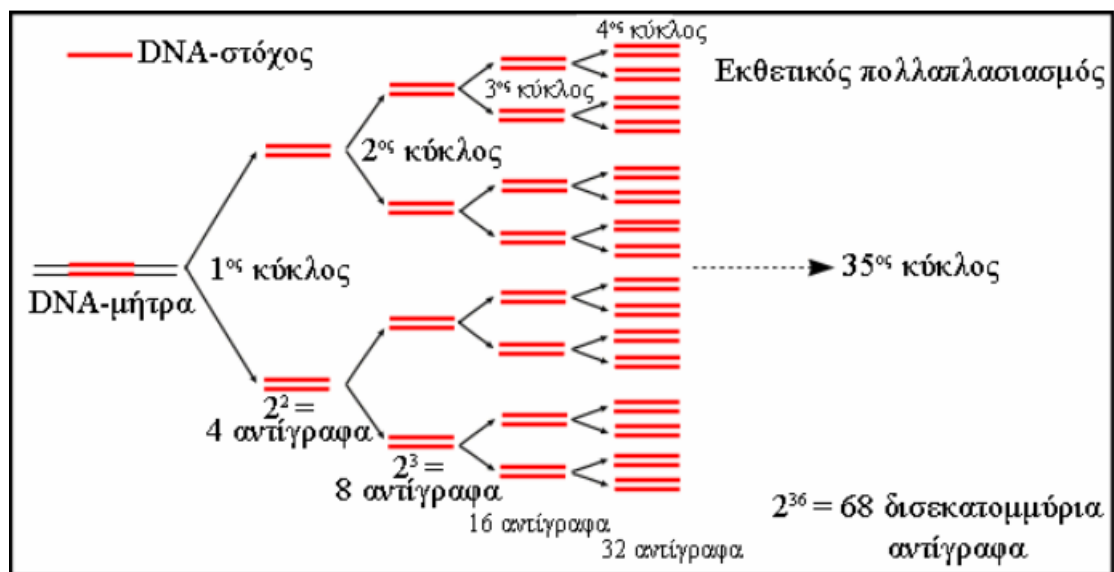 DNA-στόχος
4ος κύκλος
Εκθετικός πολλαπλασιασμός
3ος κύκλος
2ος κύκλος
1ος κύκλος
35ος κύκλος
DNA-μήτρα
2² =
4 αντίγραφα
2³ =
8 αντίγραφα
16 αντίγραφα
32 αντίγραφα
2³⁶ = 68 δισεκατομμύρια
αντίγραφα